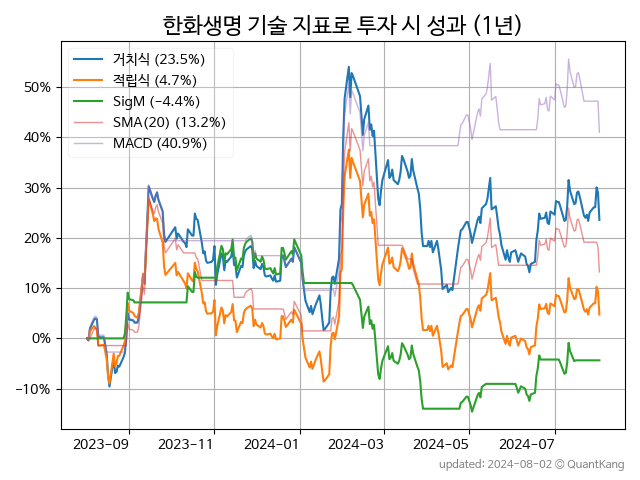 한화생명 기술 지표로 투자 시 성과 (1년)
거치식 (23.5%)
적립식 (4.7%)
SigM (−4.4%)
SMA(20) (13.2%)
MACD (40.9%)
50%
40%
30%
20%
10%
0%
−10%
2023-09 2023-11 2024-01 2024-03 2024-05 2024-07
updated: 2024-08-02 © QuantKang